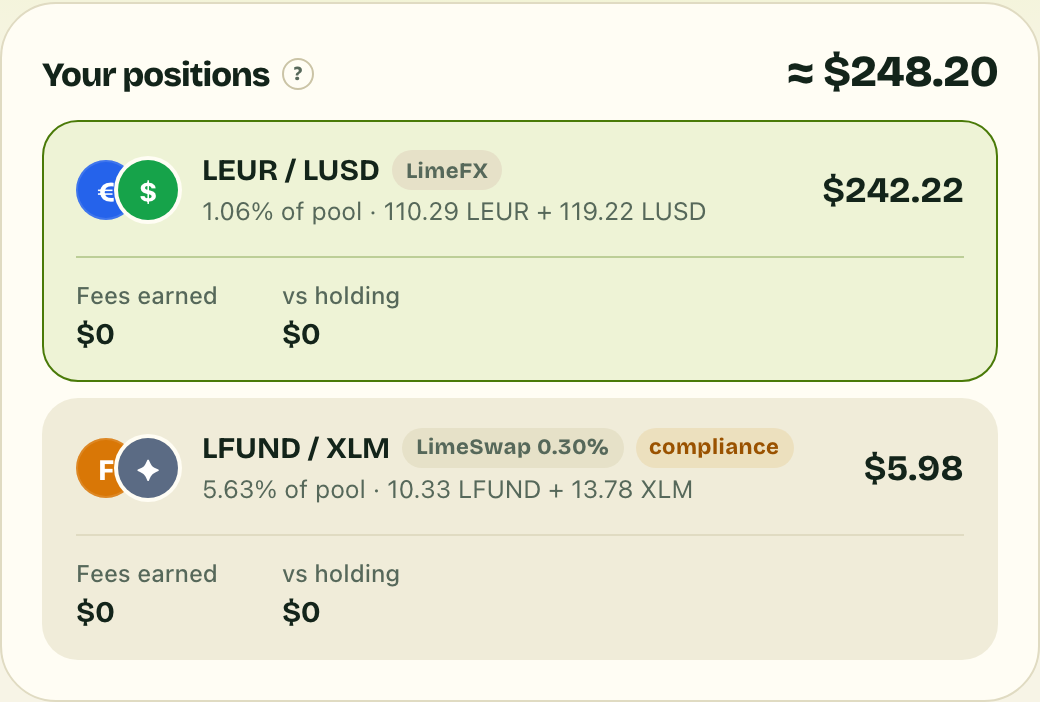 Your positions ? ≈ $248.20
€ $ LEUR / LUSD LimeFX $242.22
1.06% of pool · 110.29 LEUR + 119.22 LUSD
Fees earned vs holding
$0 $0
F LFUND / XLM LimeSwap 0.30% compliance $5.98
5.63% of pool · 10.33 LFUND + 13.78 XLM
Fees earned vs holding
$0 $0